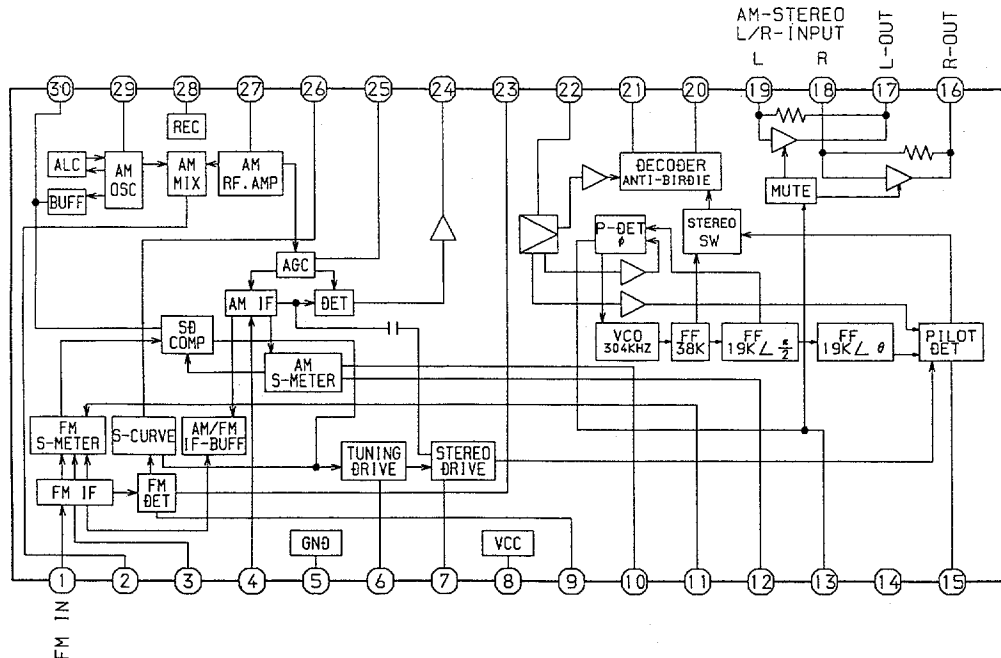 AM-STEREO
L/R-INPUT
L R
L-OUT
R-OUT
30 29 28 27 26 25 24 23 22 21 20 19 18 17 16
REC
ALC
AM
OSC
AM
MIX
AM
RF.AMP
BUFF
DECODER
ANTI-BIRDIE
MUTE
P-DET
φ
STEREO
SW
AGC
AM IF
DET
SD
COMP
VCO
304KHZ
FF
38K
FF
19K∠ π/2
FF
19K∠ θ
PILOT
DET
AM
S-METER
FM
S-METER
S-CURVE
AM/FM
IF-BUFF
TUNING
DRIVE
STEREO
DRIVE
FM IF
FM
DET
GND
VCC
1 2 3 4 5 6 7 8 9 10 11 12 13 14 15
FM IN